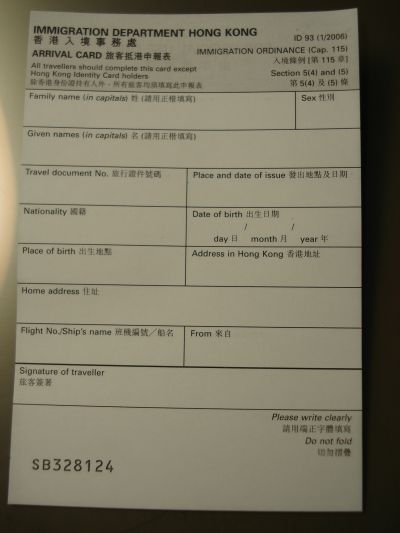 IMMIGRATION DEPARTMENT HONG KONG
香港入境事務處
ID 93 (1/2006)
ARRIVAL CARD 旅客抵港申報表
IMMIGRATION ORDINANCE (Cap. 115)
入境條例 [第 115 章]
All travellers should complete this card except
Hong Kong Identity Card holders
Section 5(4) and (5)
第 5(4) 及 (5) 條
除香港身份證持有人外，所有旅客均須填寫此申報表
Family name (in capitals) 姓 (請用正楷填寫)
Sex 性別
Given names (in capitals) 名 (請用正楷填寫)
Travel document No. 旅行證件號碼
Place and date of issue 發出地點及日期
Nationality 國籍
Date of birth 出生日期
/ /
day 日 month 月 year 年
Place of birth 出生地點
Address in Hong Kong 香港地址
Home address 住址
Flight No./Ship's name 班機編號／船名
From 來自
Signature of traveller
旅客簽署
Please write clearly
請用端正字體填寫
Do not fold
切勿摺疊
SB328124